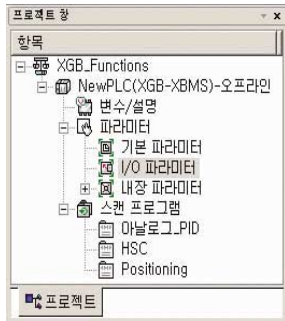 프로젝트 창
항목
XGB_Functions
NewPLC(XGB-XBMS)-오프라인
변수/설명
파라미터
기본 파라미터
I/O 파라미터
내장 파라미터
스캔 프로그램
아날로그_PID
HSC
Positioning
프로젝트